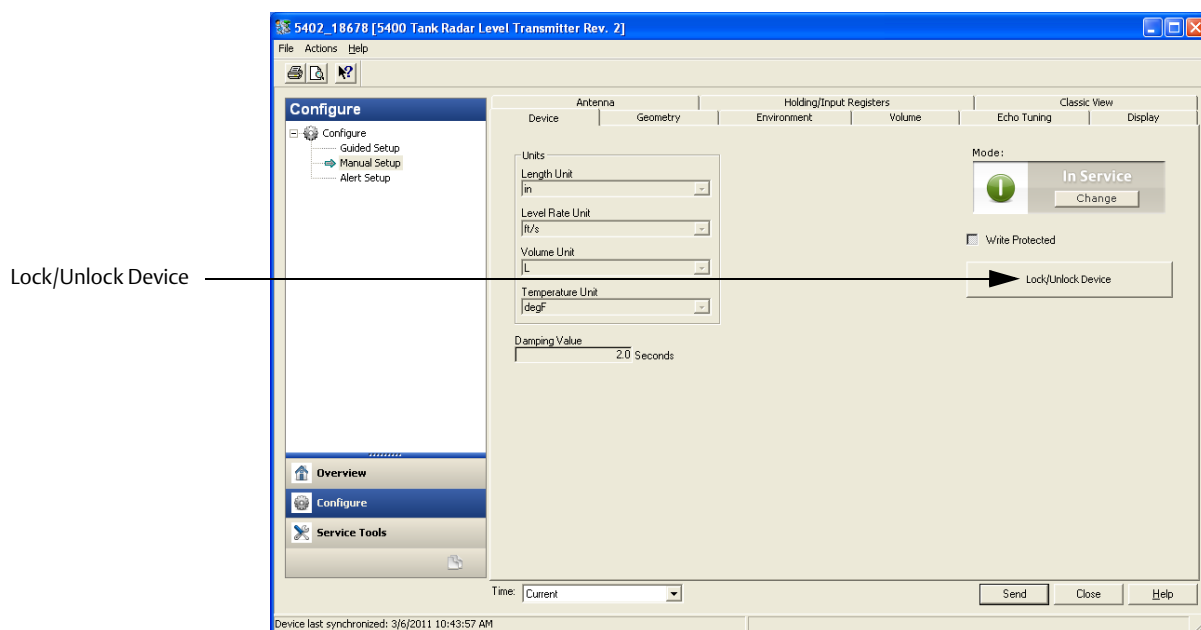 5402_18678 [5400 Tank Radar Level Transmitter Rev. 2]
File Actions Help
Configure
Configure
Guided Setup
Manual Setup
Alert Setup
Overview
Configure
Service Tools
Antenna Holding/Input Registers Classic View
Device Geometry Environment Volume Echo Tuning Display
Units
Length Unit
in
Level Rate Unit
ft/s
Volume Unit
L
Temperature Unit
degF
Damping Value
2.0 Seconds
Mode:
In Service
Change
Write Protected
Lock/Unlock Device
Lock/Unlock Device
Time: Current
Send Close Help
Device last synchronized: 3/6/2011 10:43:57 AM